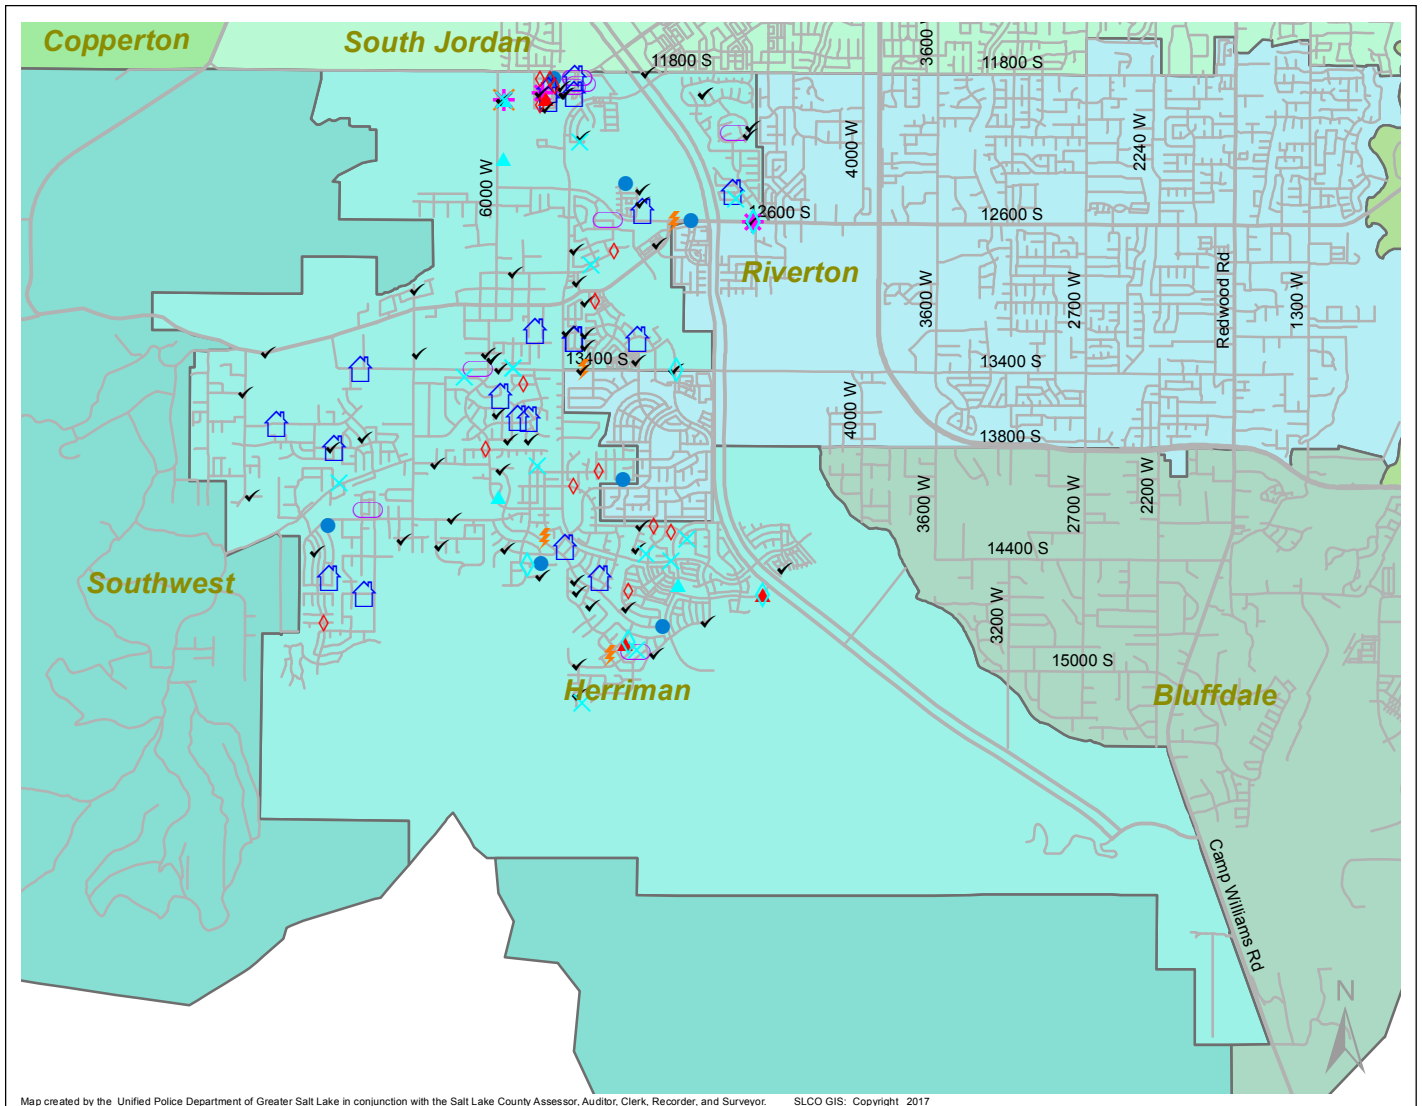 Copperton
South Jordan
3600
11800 S
11800 S
4000 W
2240 W
6000 W
12600 S
12600 S
Riverton
Redwood Rd
3600 W
2700 W
1300 W
13400 S
13400 S
4000 W
13800 S
3600 W
2700 W
2200 W
14400 S
Southwest
3200 W
15000 S
Herriman
Bluffdale
Camp Williams Rd
N
Map created by the Unified Police Department of Greater Salt Lake in conjunction with the Salt Lake County Assessor, Auditor, Clerk, Recorder, and Surveyor. SLCO GIS: Copyright 2017